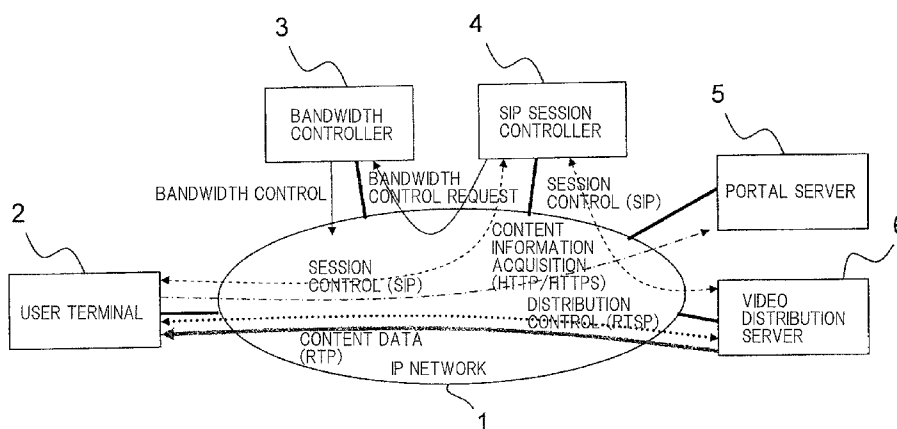 3
4
5
BANDWIDTH
CONTROLLER
SIP SESSION
CONTROLLER
PORTAL SERVER
BANDWIDTH CONTROL
BANDWIDTH
CONTROL REQUEST
SESSION
CONTROL (SIP)
2
6
CONTENT
INFORMATION
ACQUISITION
(HTTP/HTTPS)
SESSION
CONTROL (SIP)
USER TERMINAL
DISTRIBUTION
CONTROL (RTSP)
VIDEO
DISTRIBUTION
SERVER
CONTENT DATA
(RTP)
IP NETWORK
1